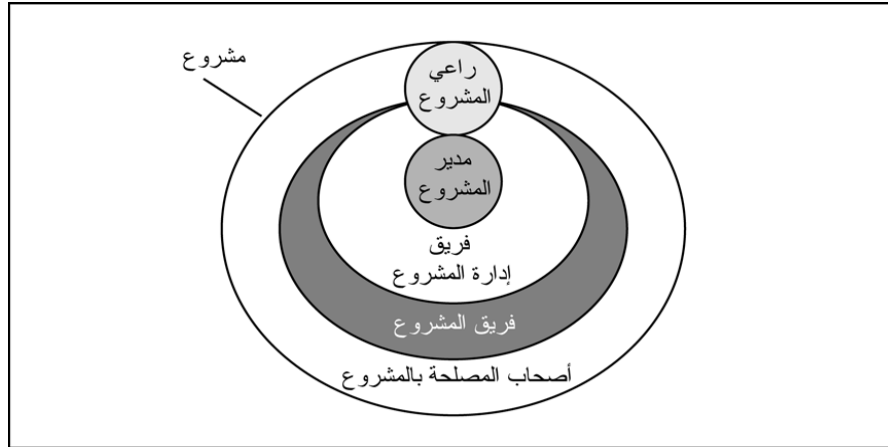 مشروع
راعي
المشروع
مدير
المشروع
فريق
إدارة المشروع
فريق المشروع
أصحاب المصلحة بالمشروع